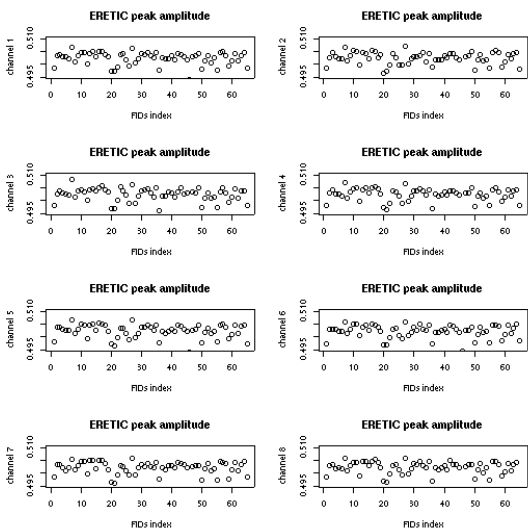 ERETIC peak amplitude
channel 1
0.495 0.510
0 10 20 30 40 50 60
FIDs index
ERETIC peak amplitude
channel 2
0.495 0.510
0 10 20 30 40 50 60
FIDs index
ERETIC peak amplitude
channel 3
0.495 0.510
0 10 20 30 40 50 60
FIDs index
ERETIC peak amplitude
channel 4
0.495 0.510
0 10 20 30 40 50 60
FIDs index
ERETIC peak amplitude
channel 5
0.495 0.510
0 10 20 30 40 50 60
FIDs index
ERETIC peak amplitude
channel 6
0.495 0.510
0 10 20 30 40 50 60
FIDs index
ERETIC peak amplitude
channel 7
0.495 0.510
0 10 20 30 40 50 60
FIDs index
ERETIC peak amplitude
channel 8
0.495 0.510
0 10 20 30 40 50 60
FIDs index